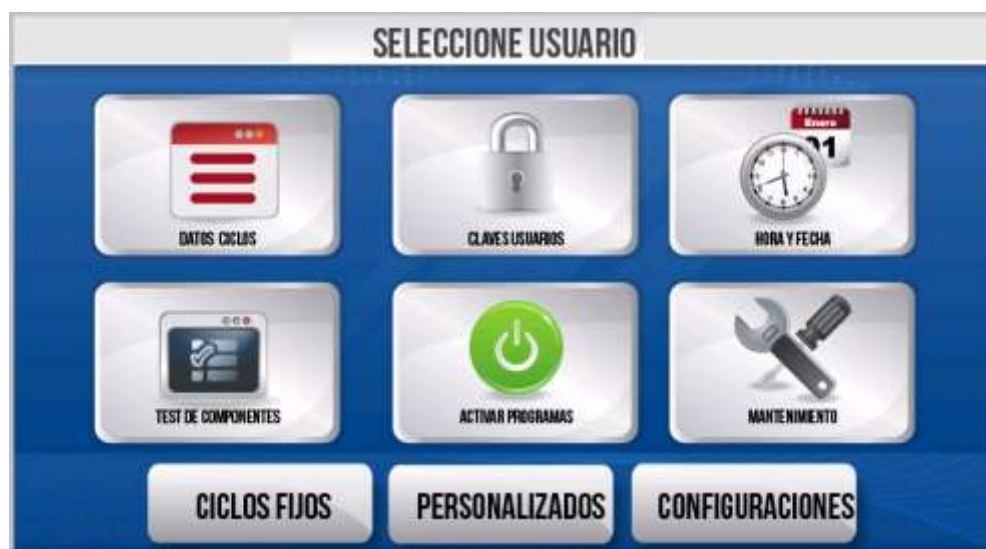 SELECCIONE USUARIO
Enero
01
DATOS CICLOS
CLAVES USUARIOS
HORA Y FECHA
TEST DE COMPONENTES
ACTIVAR PROGRAMAS
MANTENIMIENTO
CICLOS FIJOS
PERSONALIZADOS
CONFIGURACIONES